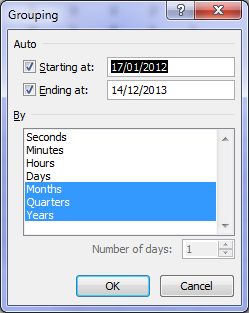 Grouping
?
Auto
Starting at: 17/01/2012
Ending at: 14/12/2013
By
Seconds
Minutes
Hours
Days
Months
Quarters
Years
Number of days: 1
OK Cancel